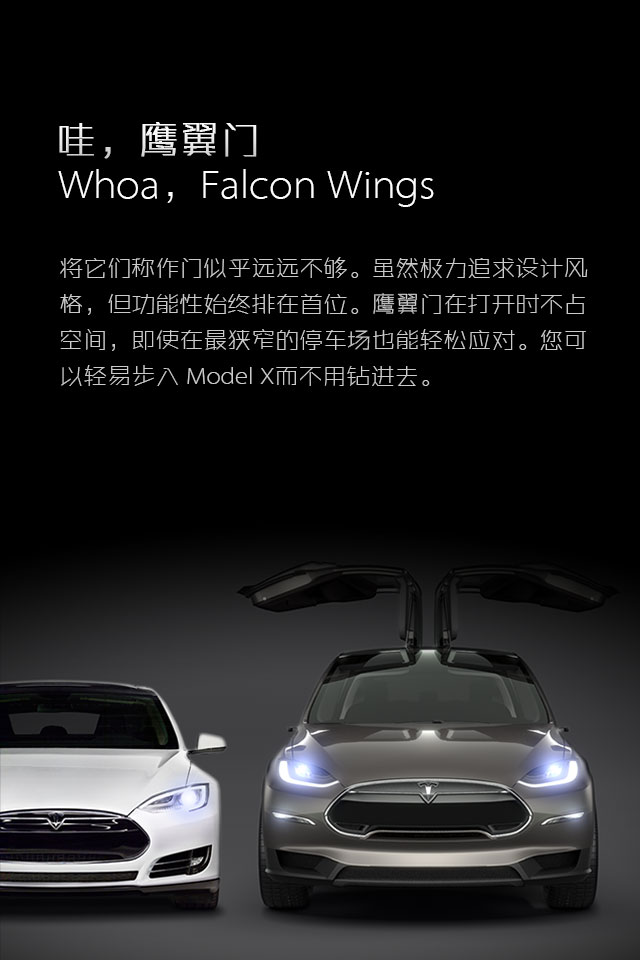 哇，鹰翼门
Whoa，Falcon Wings
将它们称作门似乎远远不够。虽然极力追求设计风
格，但功能性始终排在首位。鹰翼门在打开时不占
空间，即使在最狭窄的停车场也能轻松应对。您可
以轻易步入 Model X而不用钻进去。